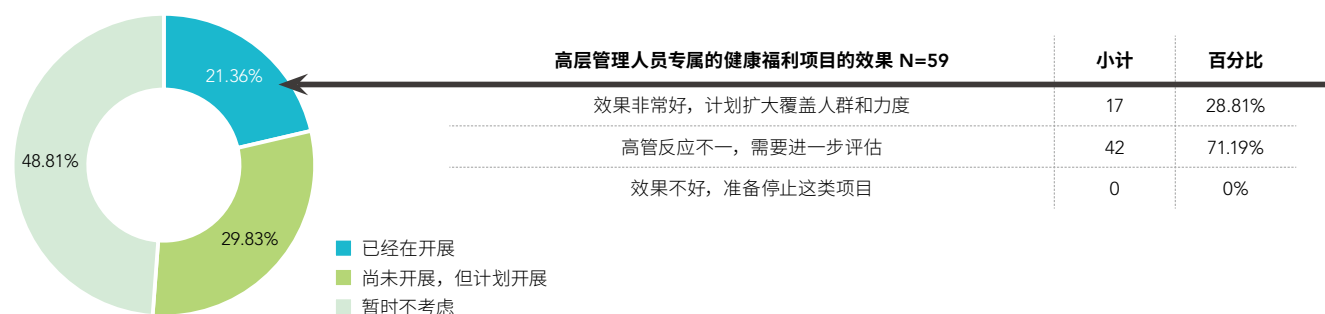 高层管理人员专属的健康福利项目的效果 N=59 小计 百分比
21.36%
效果非常好，计划扩大覆盖人群和力度 17 28.81%
高管反应不一，需要进一步评估 42 71.19%
48.81%
效果不好，准备停止这类项目 0 0%
29.83%
已经在开展
尚未开展，但计划开展
暂时不考虑